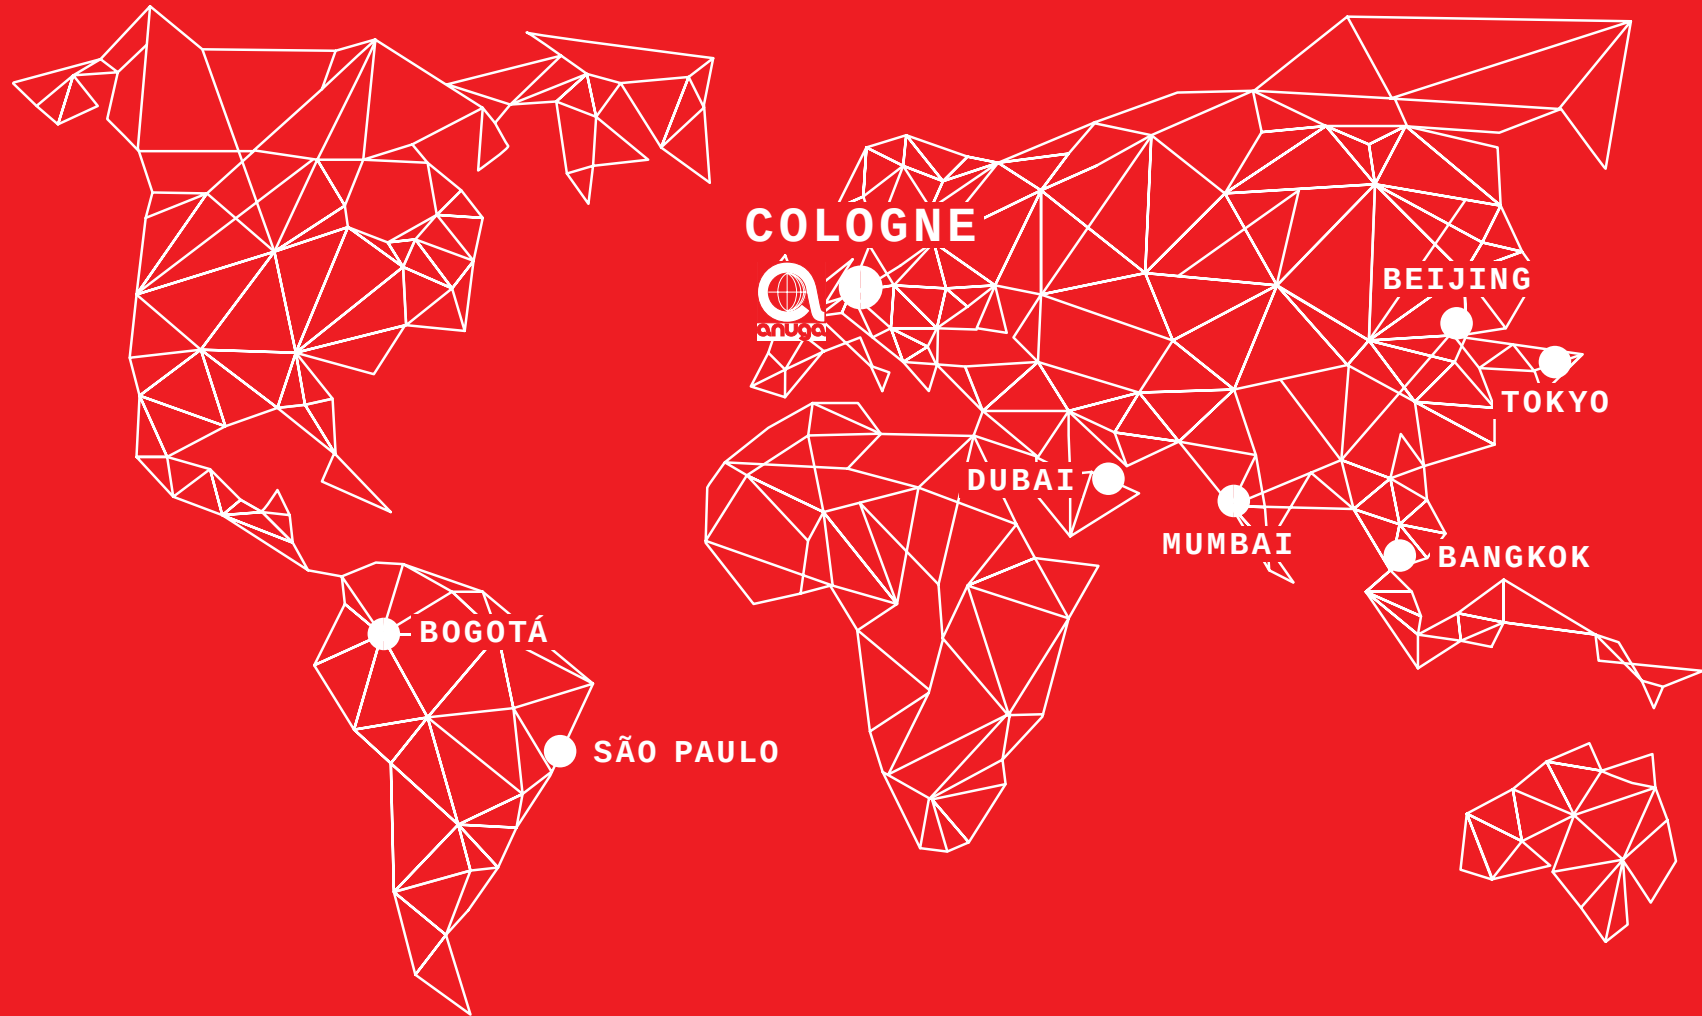 COLOGNE
anuga
BEIJING
TOKYO
DUBAI
MUMBAI
BANGKOK
BOGOTÁ
SÃO PAULO